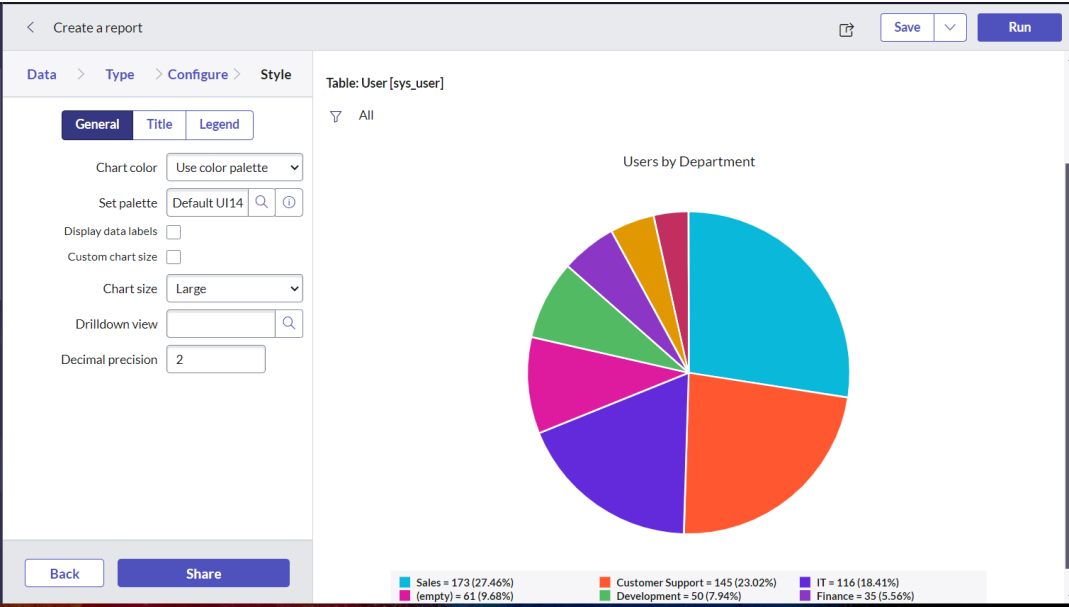 Create a report
Save
Run
Data
Type
Configure
Style
General
Title
Legend
Chart color
Use color palette
Set palette
Default UI14
Display data labels
Custom chart size
Chart size
Large
Drilldown view
Decimal precision
2
Back
Share
Table: User [sys_user]
All
Users by Department
Sales = 173 (27.46%)
Customer Support = 145 (23.02%)
IT = 116 (18.41%)
(empty) = 61 (9.68%)
Development = 50 (7.94%)
Finance = 35 (5.56%)